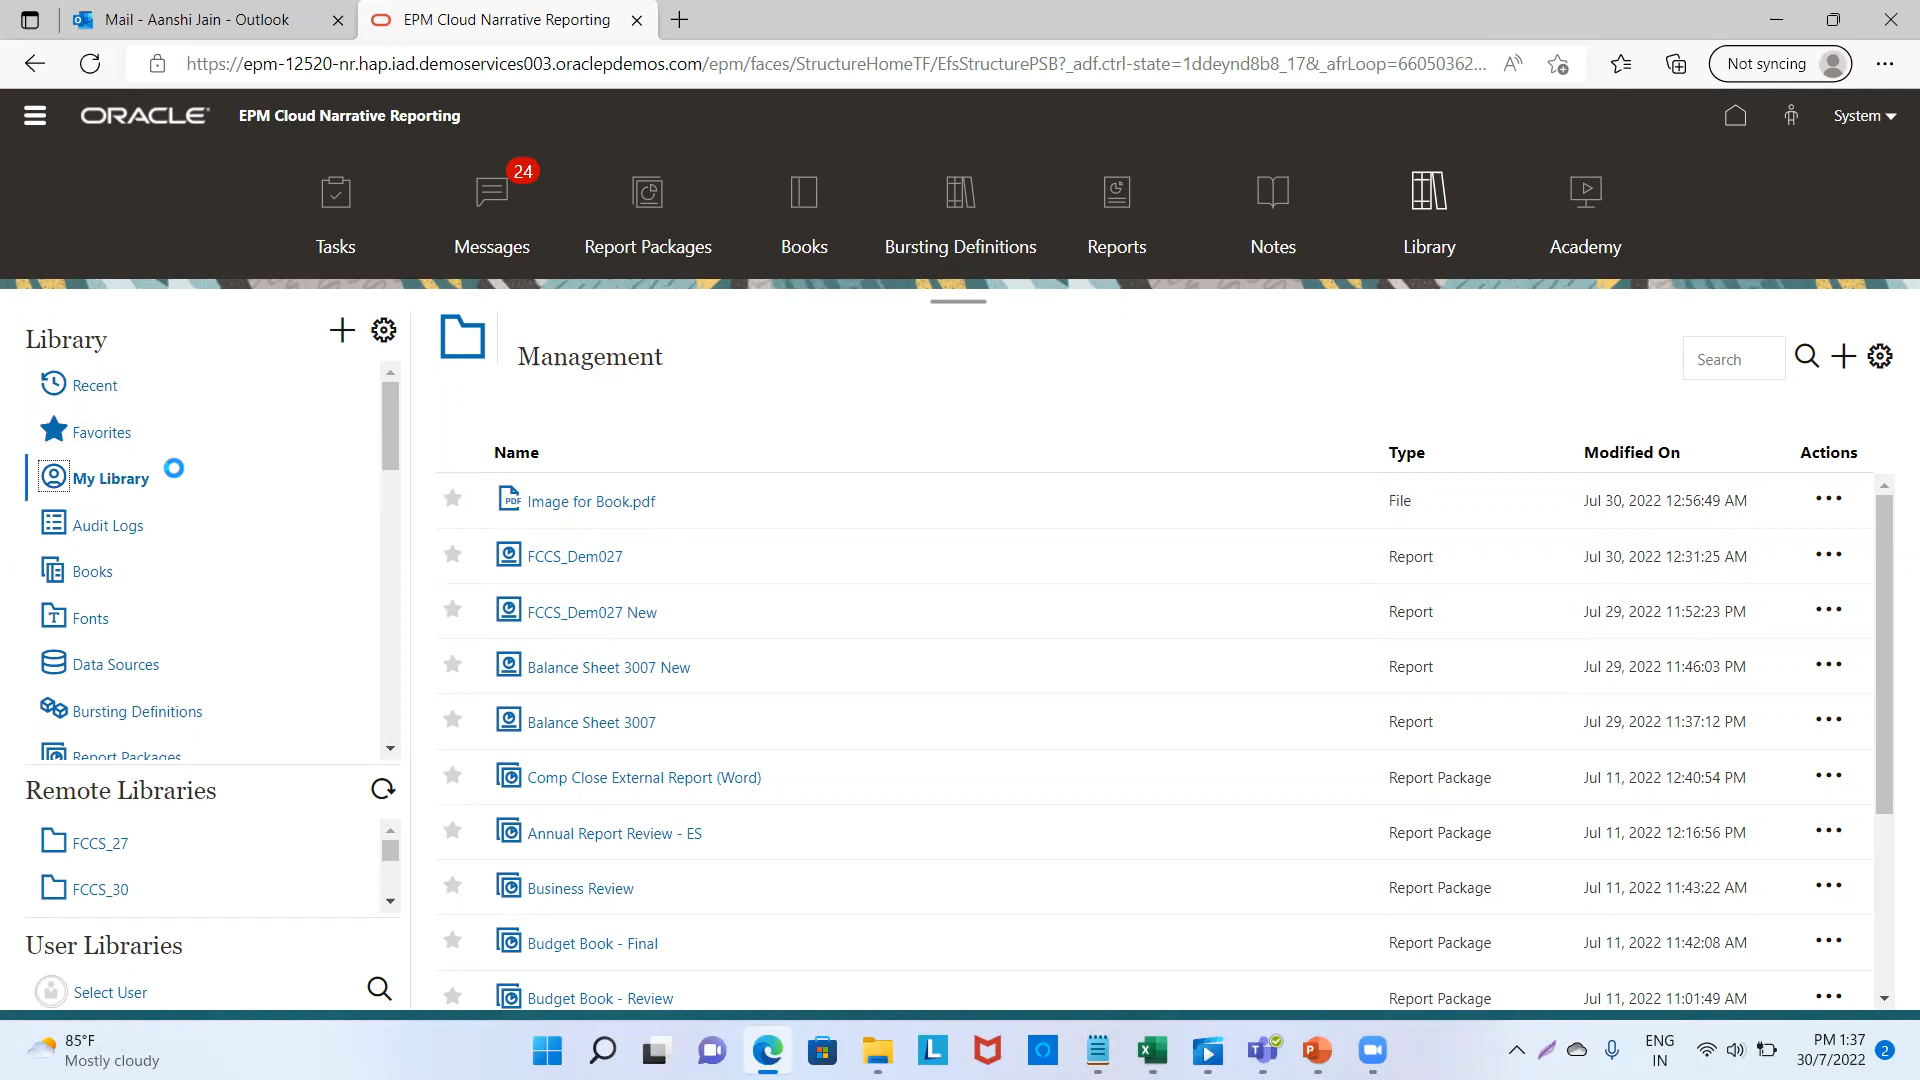 Mail - Aanshi Jain - Outlook
EPM Cloud Narrative Reporting
https://epm-12520-nr.hap.iad.demoservices003.oraclepdemos.com/epm/faces/StructureHomeTF/EfsStructurePSB?_adf.ctrl-state=1ddeynd8b8_17&_afrLoop=66050362...
Not syncing
ORACLE
EPM Cloud Narrative Reporting
System
24
Tasks
Messages
Report Packages
Books
Bursting Definitions
Reports
Notes
Library
Academy
Library
Recent
Favorites
My Library
Audit Logs
Books
Fonts
Data Sources
Bursting Definitions
Report Packages
Remote Libraries
FCCS_27
FCCS_30
User Libraries
Select User
Management
Search
Name Type Modified On Actions
PDF Image for Book.pdf File Jul 30, 2022 12:56:49 AM
FCCS_Dem027 Report Jul 30, 2022 12:31:25 AM
FCCS_Dem027 New Report Jul 29, 2022 11:52:23 PM
Balance Sheet 3007 New Report Jul 29, 2022 11:46:03 PM
Balance Sheet 3007 Report Jul 29, 2022 11:37:12 PM
Comp Close External Report (Word) Report Package Jul 11, 2022 12:40:54 PM
Annual Report Review - ES Report Package Jul 11, 2022 12:16:56 PM
Business Review Report Package Jul 11, 2022 11:43:22 AM
Budget Book - Final Report Package Jul 11, 2022 11:42:08 AM
Budget Book - Review Report Package Jul 11, 2022 11:01:49 AM
85°F
Mostly cloudy
ENG
IN
PM 1:37
30/7/2022
2